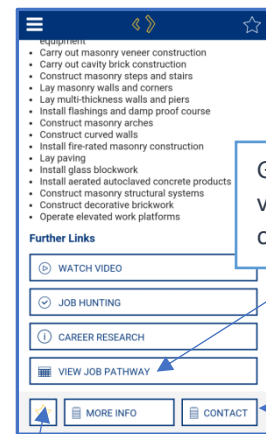 equipment
Carry out masonry veneer construction
Carry out cavity brick construction
Construct masonry steps and stairs
Lay masonry walls and corners
Lay multi-thickness walls and piers
Install flashings and damp proof course
Construct masonry arches
Construct curved walls
Install fire-rated masonry construction
Lay paving
Install glass blockwork
Install aerated autoclaved concrete products
Construct masonry structural systems
Construct decorative brickwork
Operate elevated work platforms
Further Links
WATCH VIDEO
JOB HUNTING
CAREER RESEARCH
VIEW JOB PATHWAY
MORE INFO
CONTACT